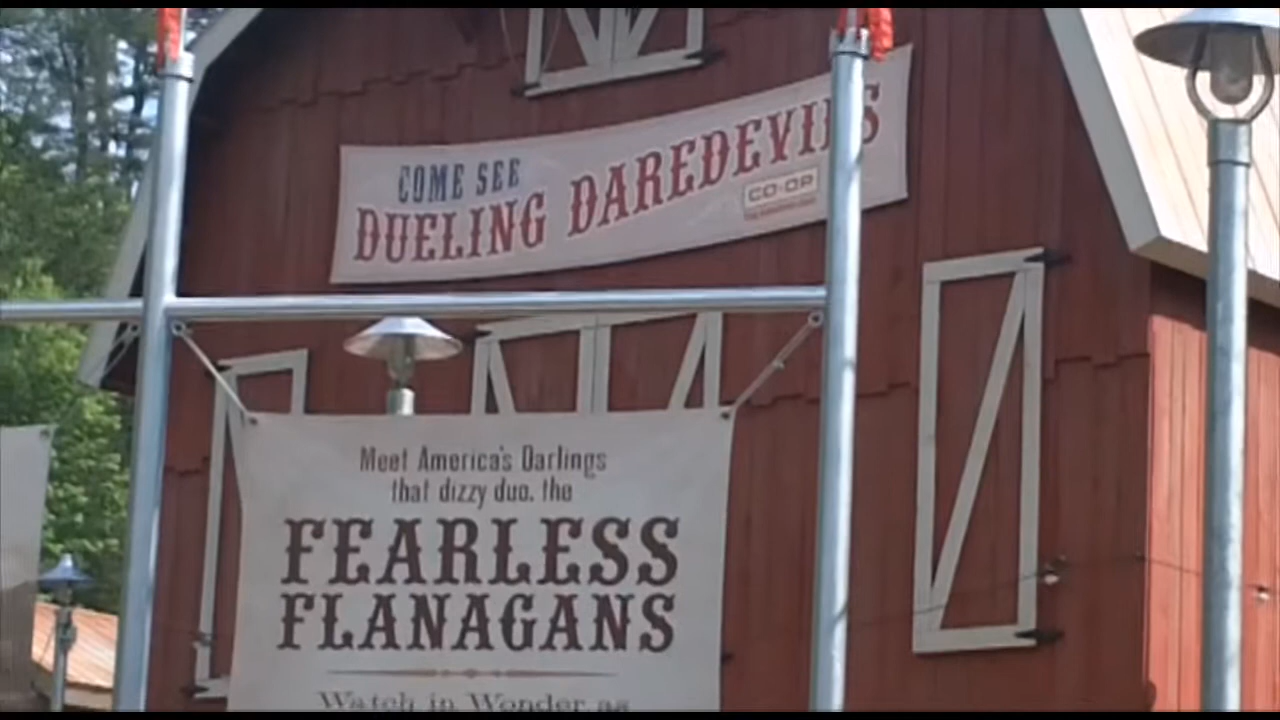 COME SEE
DUELING DAREDEVILS
CO-OP
Meet America's Darlings
that dizzy duo, the
FEARLESS
FLANAGANS
Watch in Wonder as